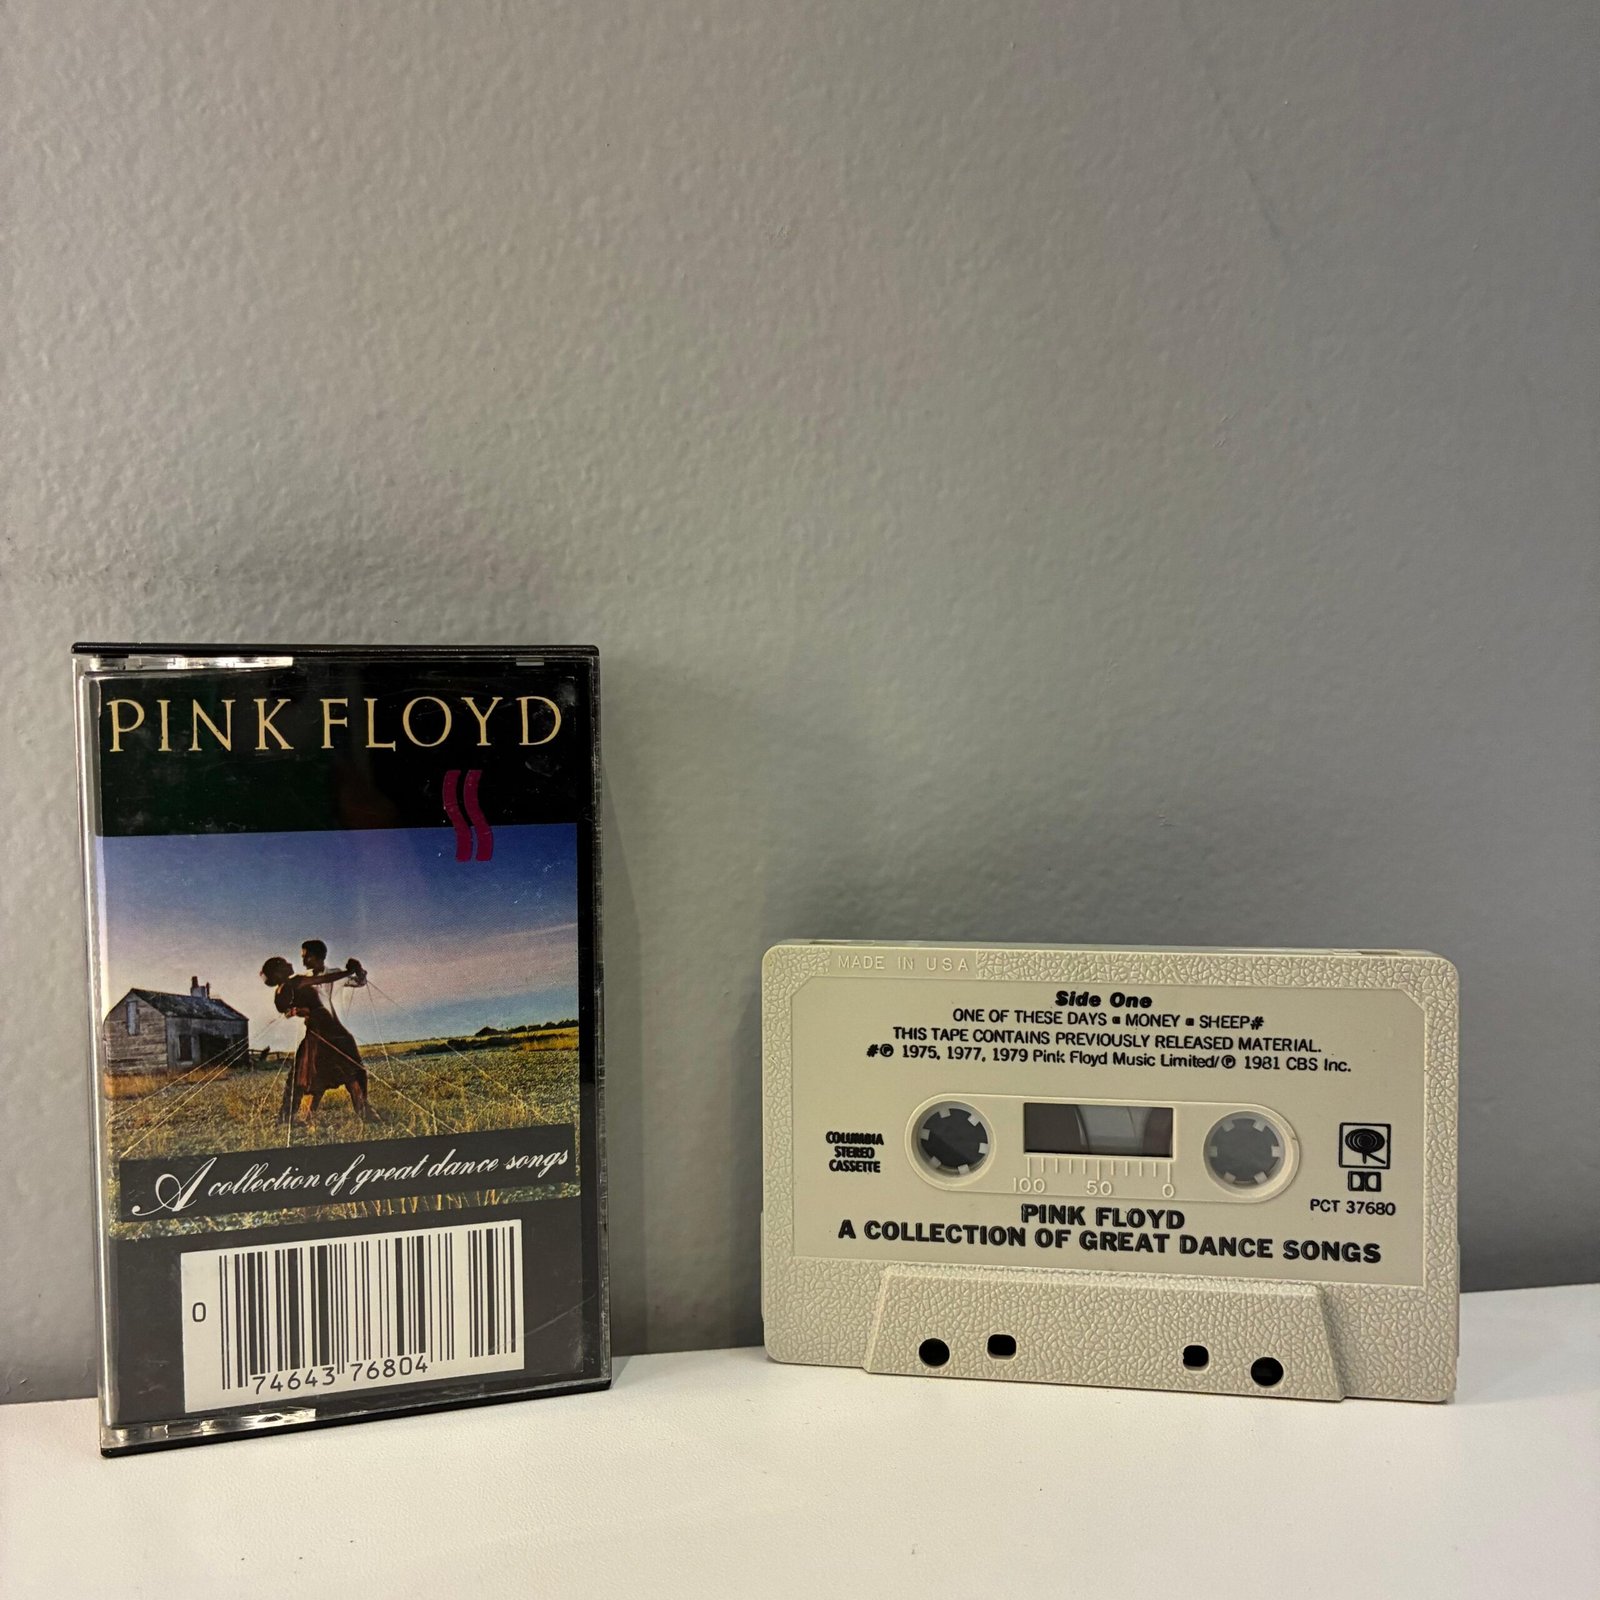 PINK FLOYD
A collection of great dance songs
0
74643 76804
MADE IN USA
Side One
ONE OF THESE DAYS ▪ MONEY ▪ SHEEP#
THIS TAPE CONTAINS PREVIOUSLY RELEASED MATERIAL.
#℗ 1975, 1977, 1979 Pink Floyd Music Limited/℗ 1981 CBS Inc.
COLUMBIA
STEREO
CASSETTE
100 50 0
PCT 37680
PINK FLOYD
A COLLECTION OF GREAT DANCE SONGS